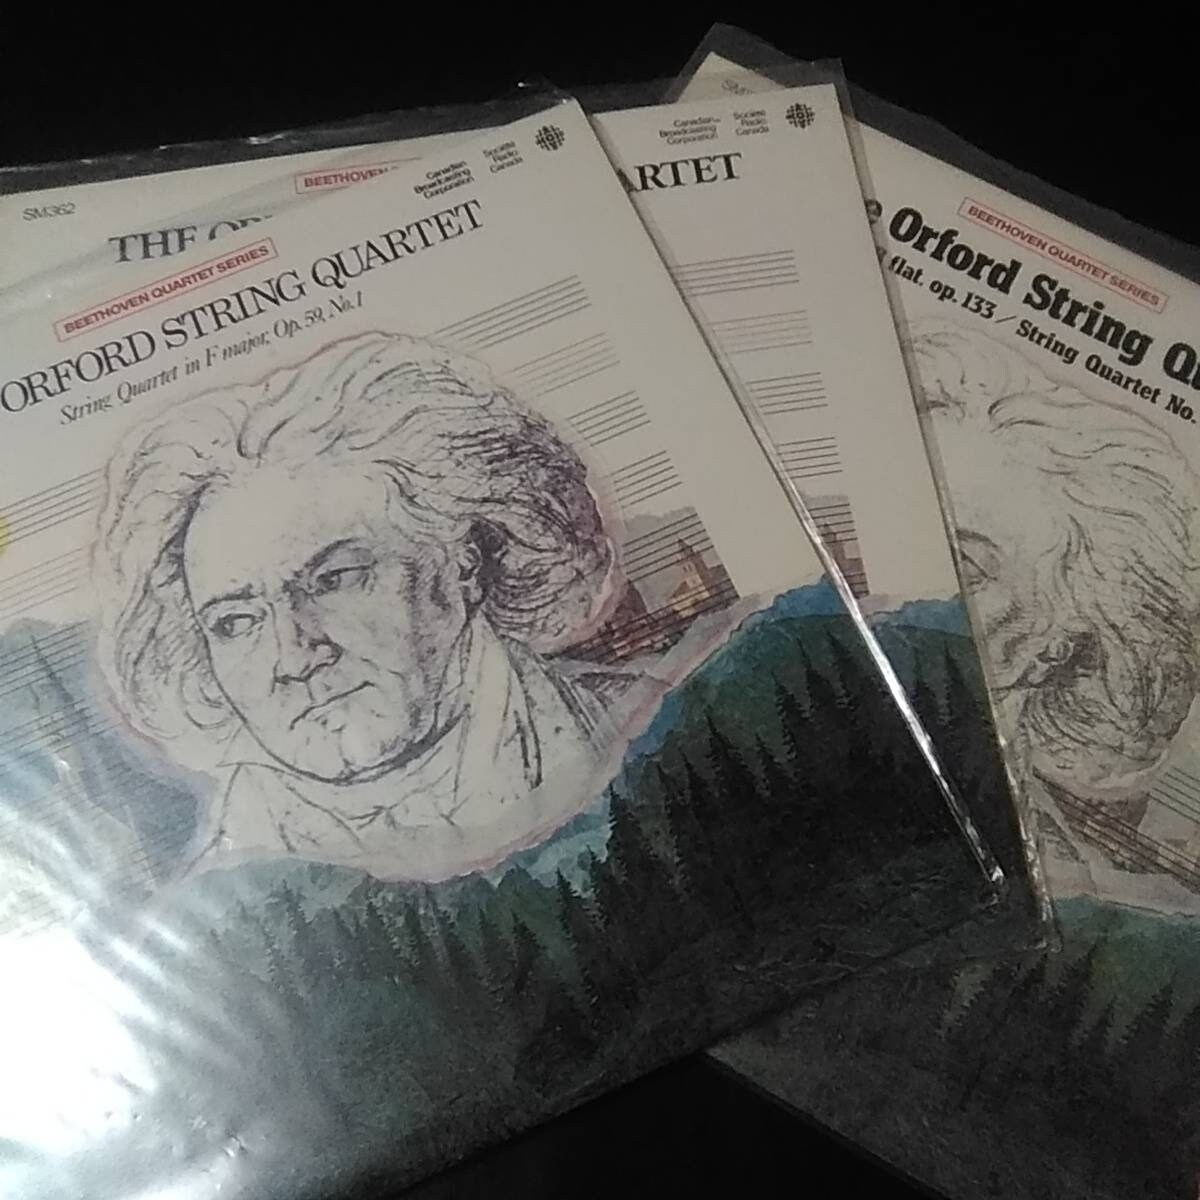 Canadian
Broadcasting
Corporation
Société
Radio
Canada
BEETHOVEN
SM362
THE
BEETHOVEN QUARTET SERIES
ORFORD STRING QUARTET
String Quartet in F major, Op. 59, No. 1
Canadian
Broadcasting
Corporation
Société
Radio
Canada
ARTET
BEETHOVEN QUARTET SERIES
Orford String Qu
flat, op. 133 / String Quartet No.